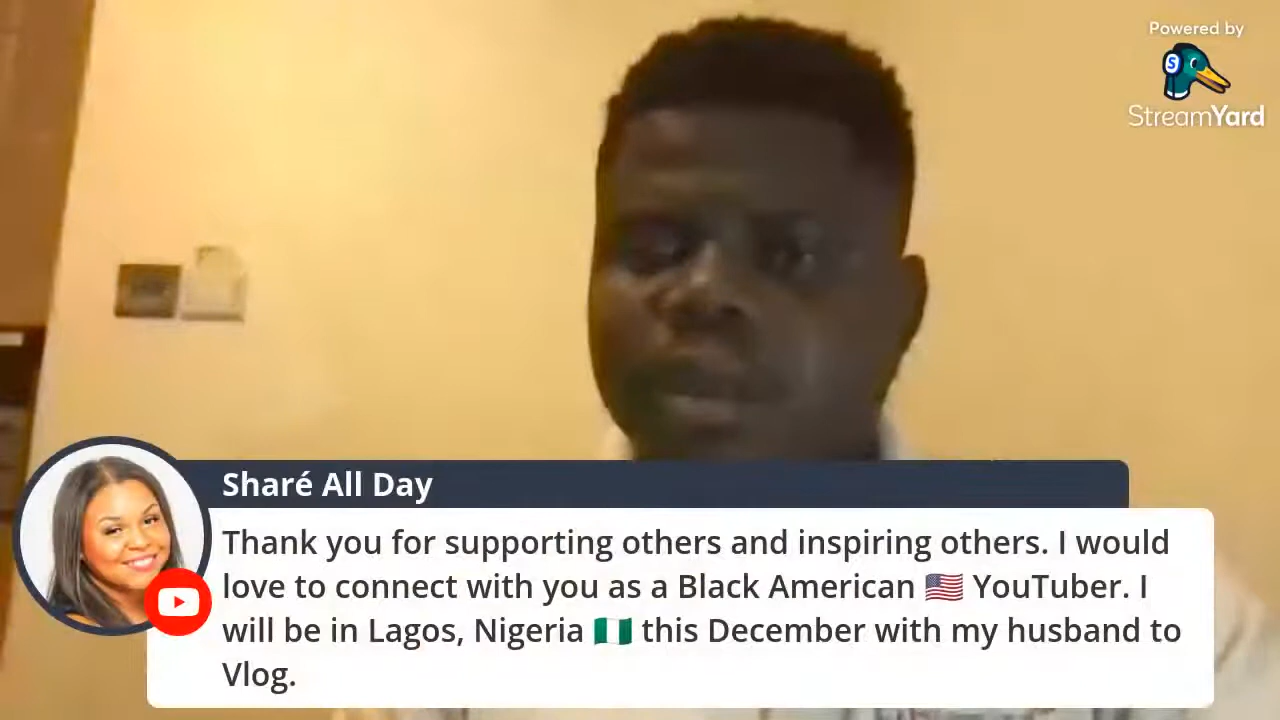 Powered by
StreamYard
Sharé All Day
Thank you for supporting others and inspiring others. I would
love to connect with you as a Black American 🇺🇸 YouTuber. I
will be in Lagos, Nigeria 🇳🇬 this December with my husband to
Vlog.